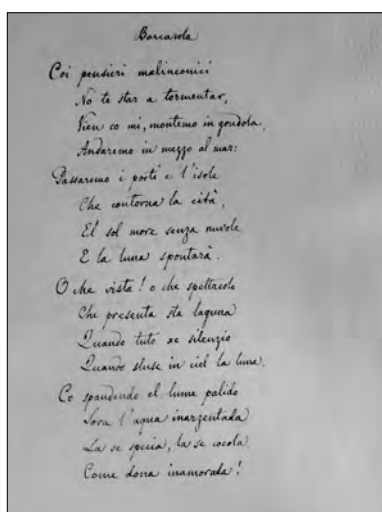 Barcarola
Coi pensieri malinconici
No te star a tormentar,
Vien co mi, montemo in gondola,
Andaremo in mezzo al mar:
Passaremo i porti e l'isole
Che contorna la cità,
El sol more senza nuvole
E la luna spontarà.
O che vista! o che spettacolo
Che presenta sta laguna
Quando tuto xe silenzio
Quando sluse in ciel la luna.
Co spandendo el lume palido
Sora l'aqua inarzentada
La se specia, la se cocola,
Come dona inamorada!